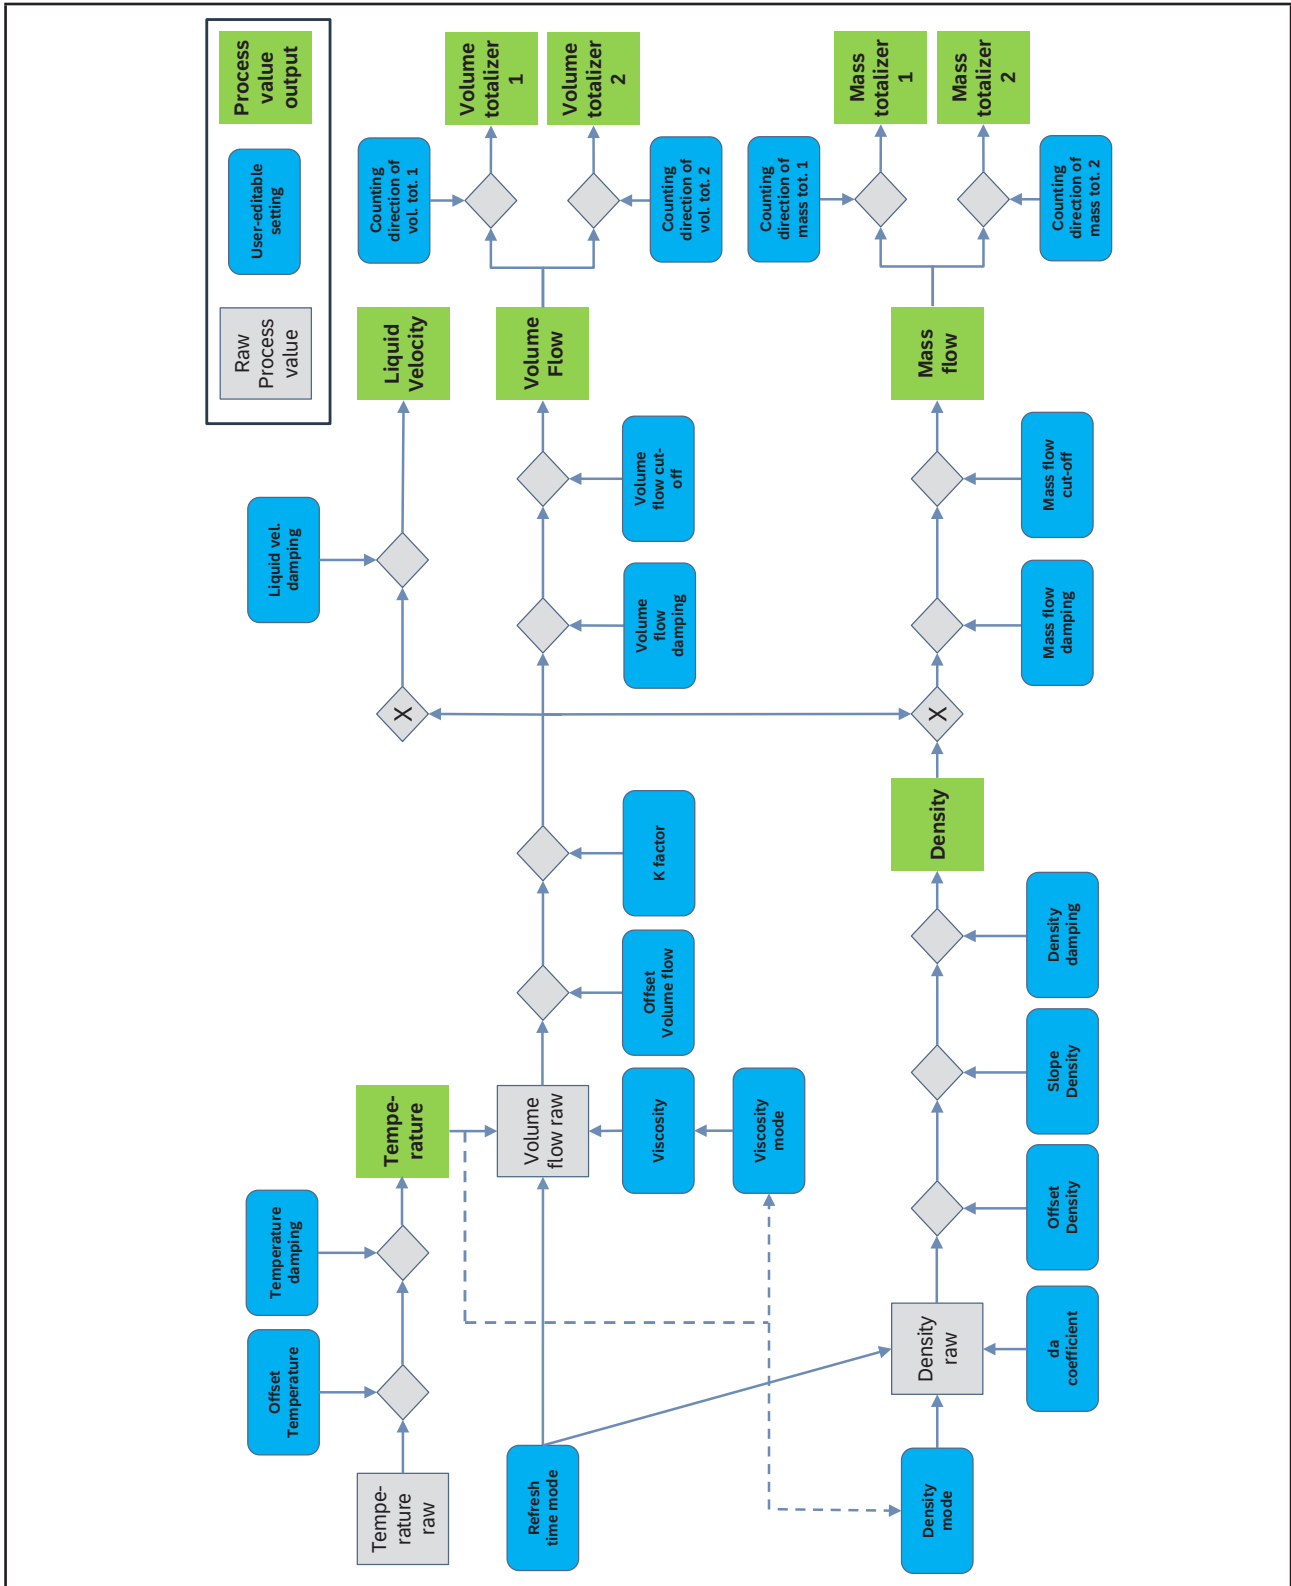 Raw
Process
value
User-editable
setting
Process
value
output
Offset
Temperature
Temperature
damping
Liquid vel.
damping
Tempe-
rature
raw
Tempe-
rature
X
Liquid
Velocity
Counting
direction of
vol. tot. 1
Volume
totalizer
1
Refresh
time mode
Volume
flow raw
Volume
Flow
Volume
totalizer
2
Viscosity
Offset
Volume flow
K factor
Volume
flow
damping
Volume
flow cut-
off
Counting
direction of
vol. tot. 2
Viscosity
mode
Counting
direction of
mass tot. 1
Mass
totalizer
1
Density
mode
Density
raw
Density
X
Mass
flow
Mass
totalizer
2
da
coefficient
Offset
Density
Slope
Density
Density
damping
Mass flow
damping
Mass flow
cut-off
Counting
direction of
mass tot. 2